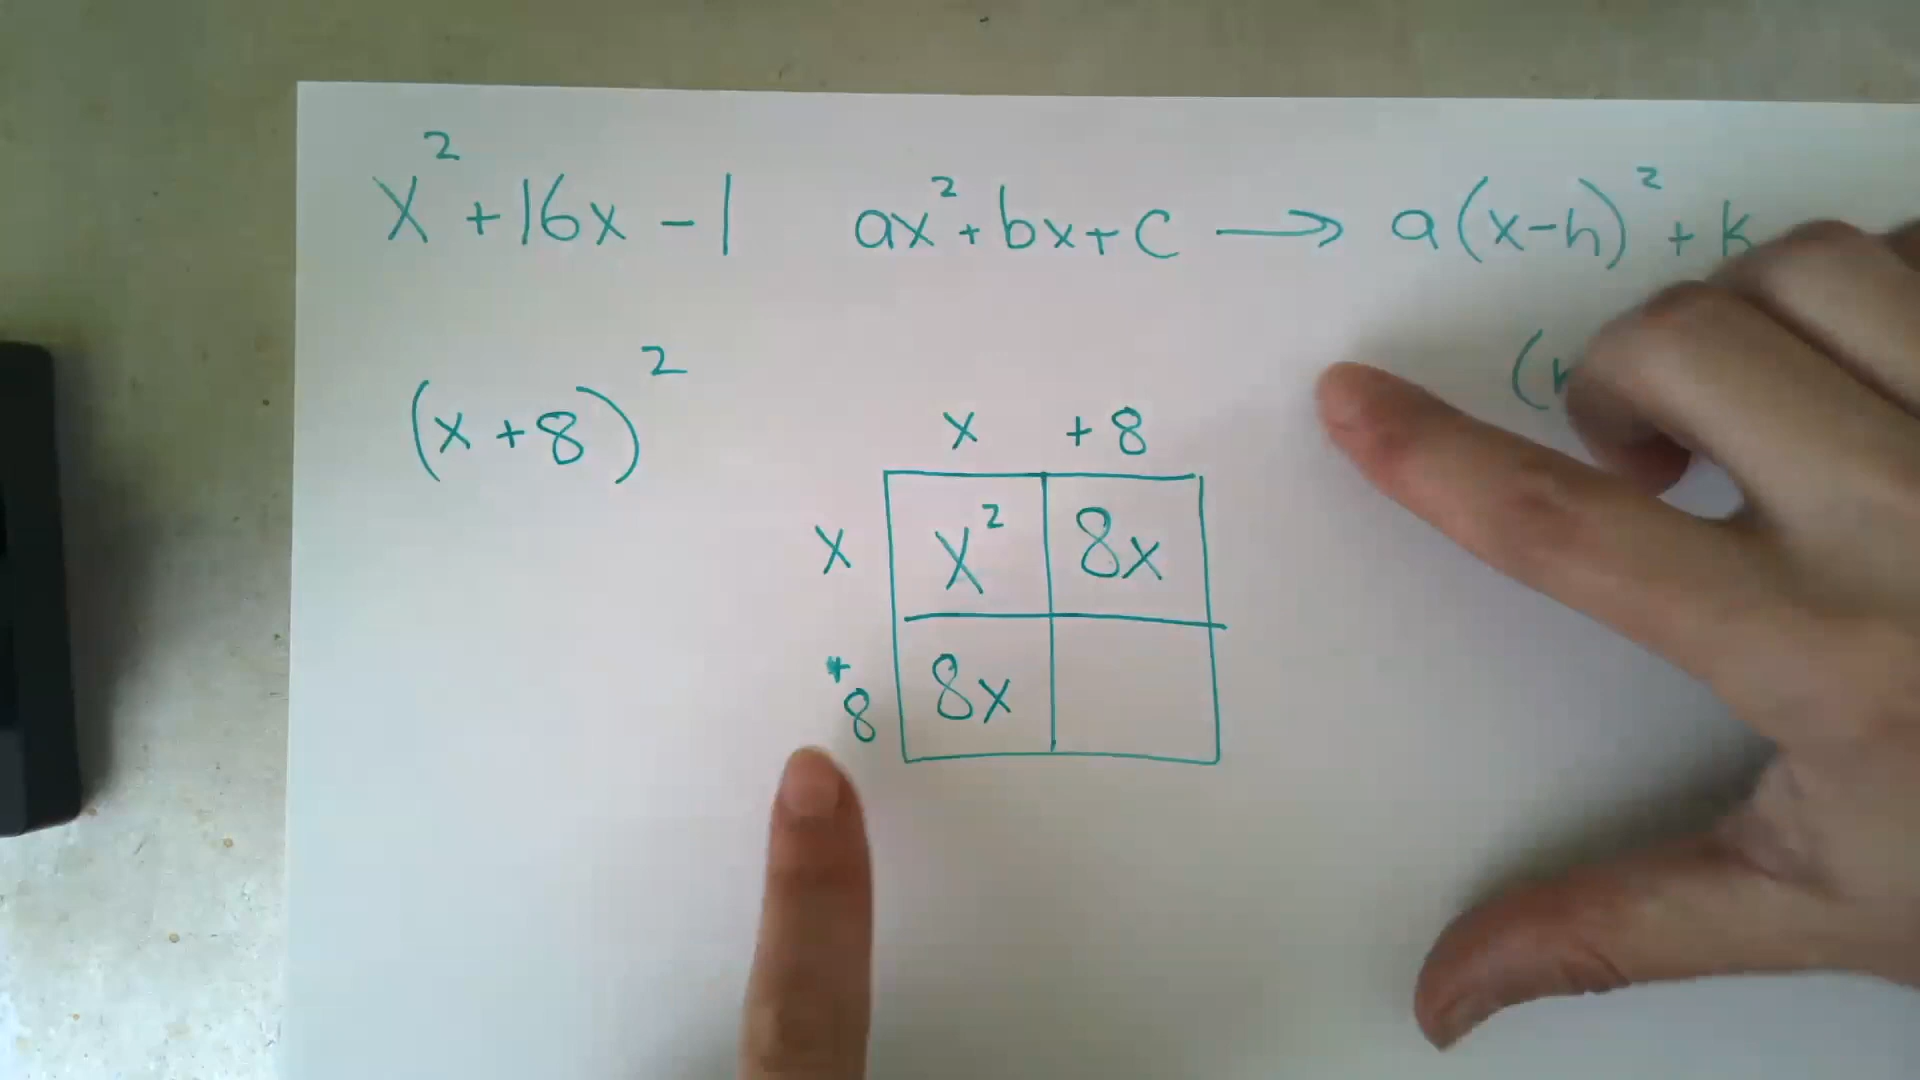 x² + 16x - 1
ax² + bx + c → a(x-h)² + k
(x + 8)²
x + 8
x x² 8x
+8 8x